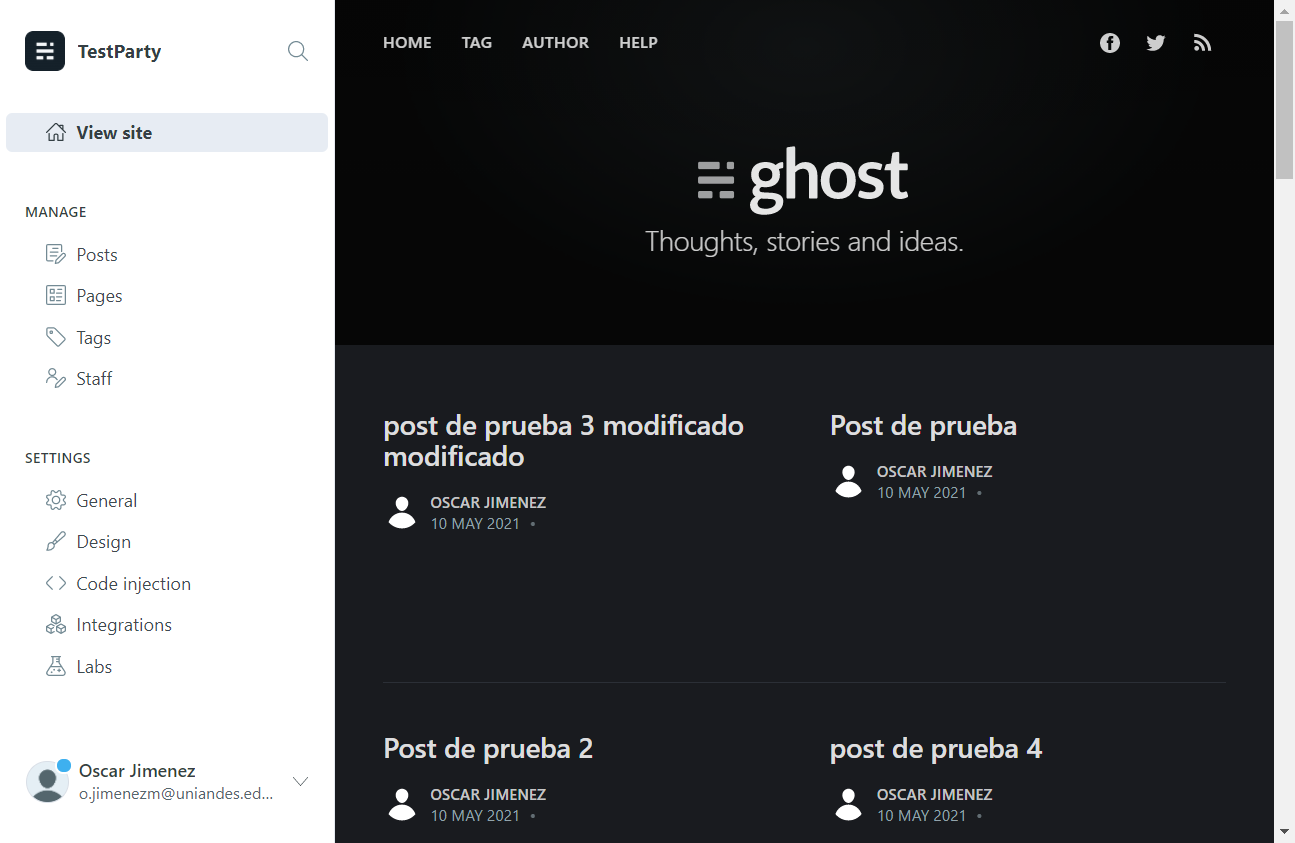 TestParty
View site
MANAGE
Posts
Pages
Tags
Staff
SETTINGS
General
Design
Code injection
Integrations
Labs
Oscar Jimenez
o.jimenezm@uniandes.ed...
HOME TAG AUTHOR HELP
ghost
Thoughts, stories and ideas.
post de prueba 3 modificado
modificado
OSCAR JIMENEZ
10 MAY 2021 •
Post de prueba
OSCAR JIMENEZ
10 MAY 2021 •
Post de prueba 2
OSCAR JIMENEZ
10 MAY 2021 •
post de prueba 4
OSCAR JIMENEZ
10 MAY 2021 •